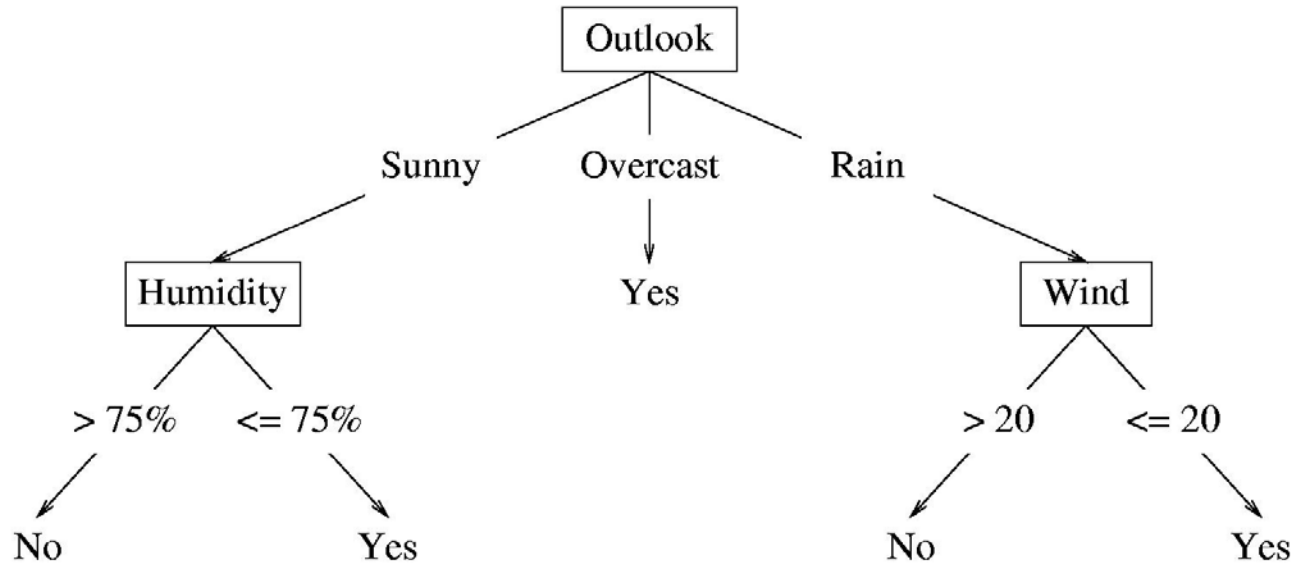 Outlook
Sunny Overcast Rain
Humidity Yes Wind
> 75% <= 75% > 20 <= 20
No Yes No Yes